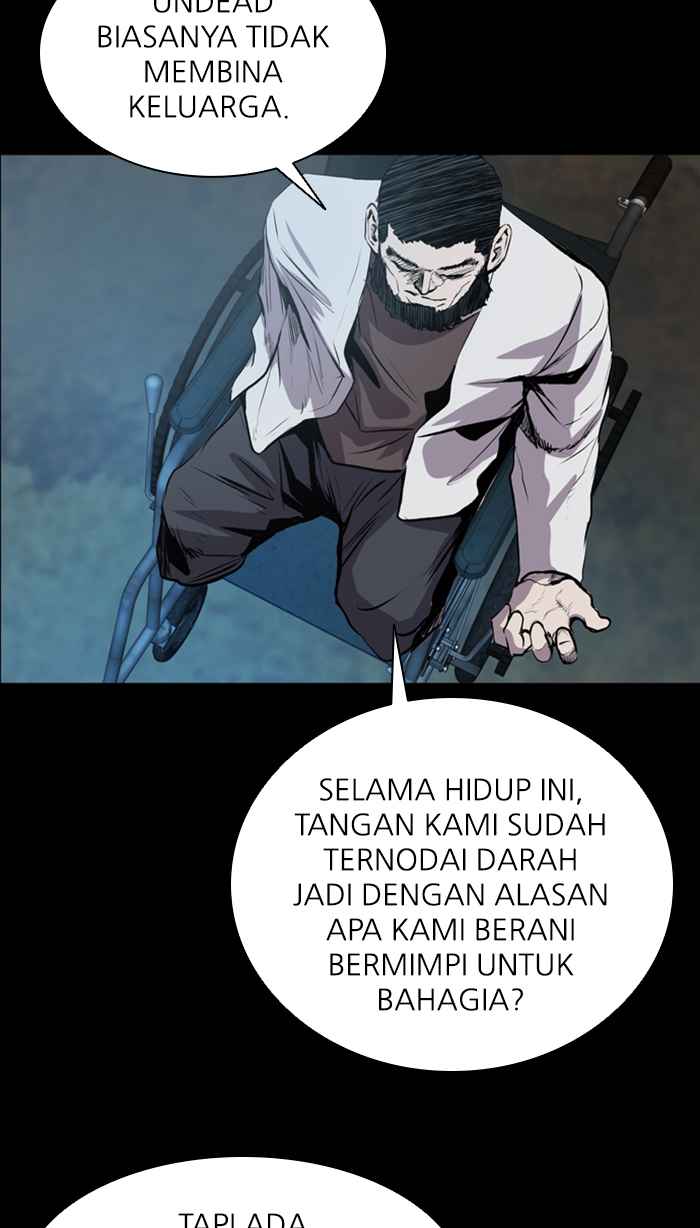 UNDEAD
BIASANYA TIDAK
MEMBINA
KELUARGA.
SELAMA HIDUP INI,
TANGAN KAMI SUDAH
TERNODAI DARAH
JADI DENGAN ALASAN
APA KAMI BERANI
BERMIMPI UNTUK
BAHAGIA?
TAPI ADA